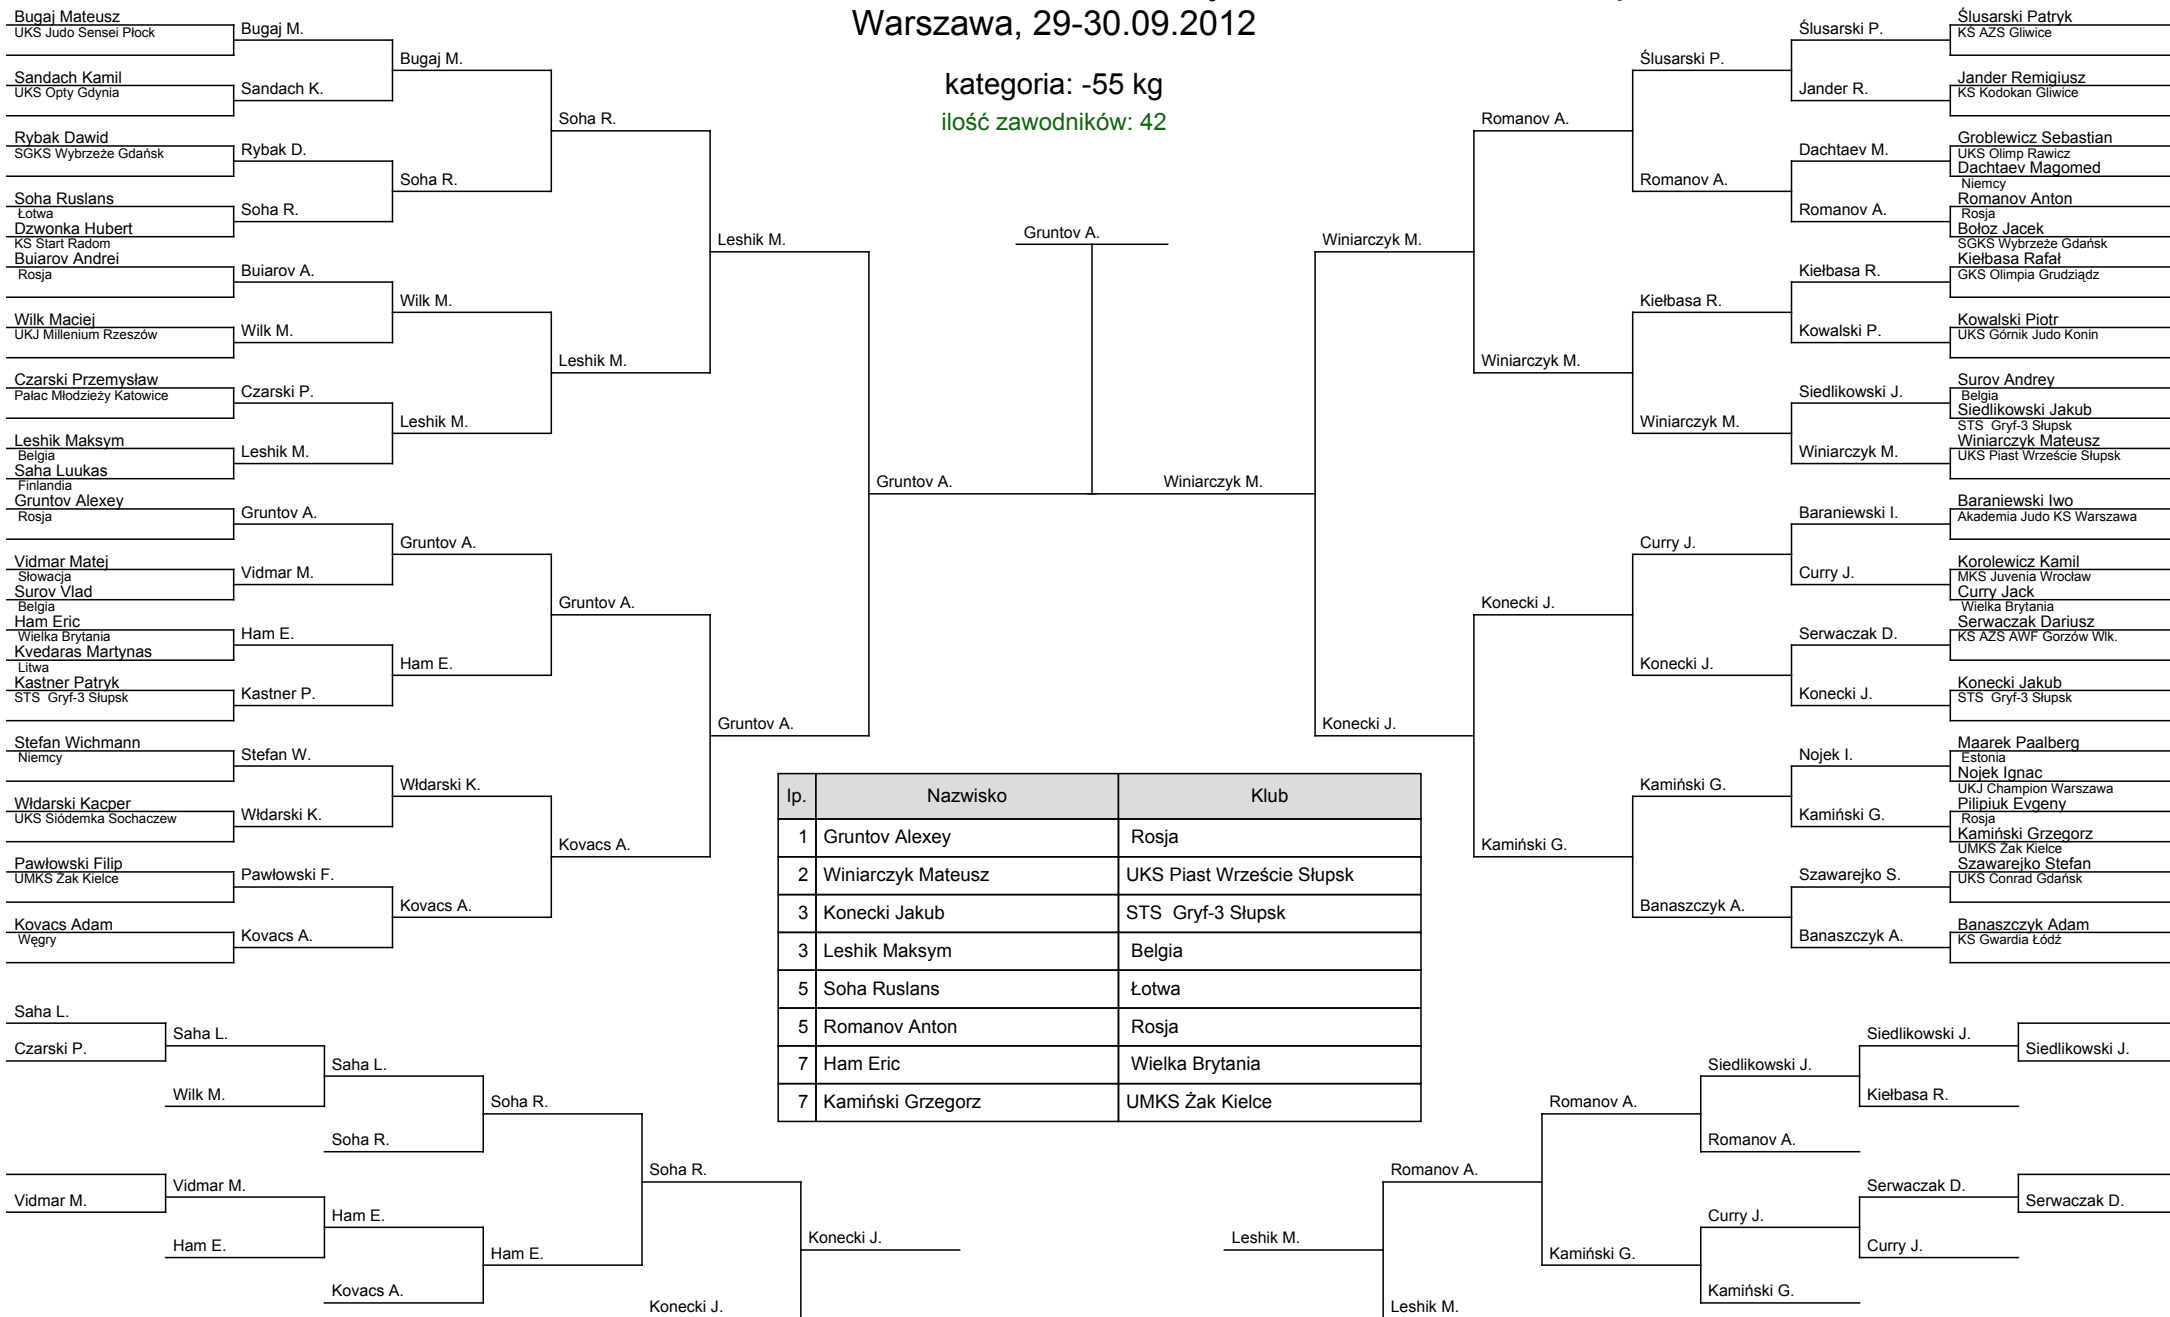 Warszawa, 29-30.09.2012
kategoria: -55 kg
ilość zawodników: 42
Bugaj Mateusz
UKS Judo Sensei Płock
Sandach Kamil
UKS Opty Gdynia
Rybak Dawid
SGKS Wybrzeże Gdańsk
Soha Ruslans
Łotwa
Dzwonka Hubert
KS Start Radom
Buiarov Andrei
Rosja
Wilk Maciej
UKJ Millenium Rzeszów
Czarski Przemysław
Pałac Młodzieży Katowice
Leshik Maksym
Belgia
Saha Luukas
Finlandia
Gruntov Alexey
Rosja
Vidmar Matej
Słowacja
Surov Vlad
Belgia
Ham Eric
Wielka Brytania
Kvedaras Martynas
Litwa
Kastner Patryk
STS  Gryf-3 Słupsk
Stefan Wichmann
Niemcy
Włdarski Kacper
UKS Siódemka Sochaczew
Pawłowski Filip
UMKS Żak Kielce
Kovacs Adam
Węgry
Bugaj M.
Sandach K.
Rybak D.
Soha R.
Buiarov A.
Wilk M.
Czarski P.
Leshik M.
Gruntov A.
Vidmar M.
Ham E.
Kastner P.
Stefan W.
Włdarski K.
Pawłowski F.
Kovacs A.
Bugaj M.
Soha R.
Wilk M.
Leshik M.
Gruntov A.
Ham E.
Włdarski K.
Kovacs A.
Soha R.
Leshik M.
Gruntov A.
Kovacs A.
Leshik M.
Gruntov A.
Gruntov A.
Gruntov A.
Winiarczyk M.
Winiarczyk M.
Konecki J.
Romanov A.
Winiarczyk M.
Konecki J.
Kamiński G.
Ślusarski P.
Romanov A.
Kiełbasa R.
Winiarczyk M.
Curry J.
Konecki J.
Kamiński G.
Banaszczyk A.
Ślusarski P.
Jander R.
Dachtaev M.
Romanov A.
Kiełbasa R.
Kowalski P.
Siedlikowski J.
Winiarczyk M.
Baraniewski I.
Curry J.
Serwaczak D.
Konecki J.
Nojek I.
Kamiński G.
Szawarejko S.
Banaszczyk A.
Ślusarski Patryk
KS AZS Gliwice
Jander Remigiusz
KS Kodokan Gliwice
Groblewicz Sebastian
UKS Olimp Rawicz
Dachtaev Magomed
Niemcy
Romanov Anton
Rosja
Bołoz Jacek
SGKS Wybrzeże Gdańsk
Kiełbasa Rafał
GKS Olimpia Grudziądz
Kowalski Piotr
UKS Górnik Judo Konin
Surov Andrey
Belgia
Siedlikowski Jakub
STS  Gryf-3 Słupsk
Winiarczyk Mateusz
UKS Piast Wrzeście Słupsk
Baraniewski Iwo
Akademia Judo KS Warszawa
Korolewicz Kamil
MKS Juvenia Wrocław
Curry Jack
Wielka Brytania
Serwaczak Dariusz
KS AZS AWF Gorzów Wlk.
Konecki Jakub
STS  Gryf-3 Słupsk
Maarek Paalberg
Estonia
Nojek Ignac
UKJ Champion Warszawa
Pilipiuk Evgeny
Rosja
Kamiński Grzegorz
UMKS Żak Kielce
Szawarejko Stefan
UKS Conrad Gdańsk
Banaszczyk Adam
KS Gwardia Łódź
lp. Nazwisko Klub
1 Gruntov Alexey Rosja
2 Winiarczyk Mateusz UKS Piast Wrzeście Słupsk
3 Konecki Jakub STS  Gryf-3 Słupsk
3 Leshik Maksym Belgia
5 Soha Ruslans Łotwa
5 Romanov Anton Rosja
7 Ham Eric Wielka Brytania
7 Kamiński Grzegorz UMKS Żak Kielce
Saha L.
Czarski P.
Vidmar M.
Saha L.
Wilk M.
Vidmar M.
Ham E.
Saha L.
Soha R.
Ham E.
Kovacs A.
Soha R.
Ham E.
Soha R.
Konecki J.
Konecki J.
Leshik M.
Romanov A.
Leshik M.
Romanov A.
Kamiński G.
Siedlikowski J.
Romanov A.
Curry J.
Kamiński G.
Siedlikowski J.
Kiełbasa R.
Serwaczak D.
Curry J.
Siedlikowski J.
Serwaczak D.